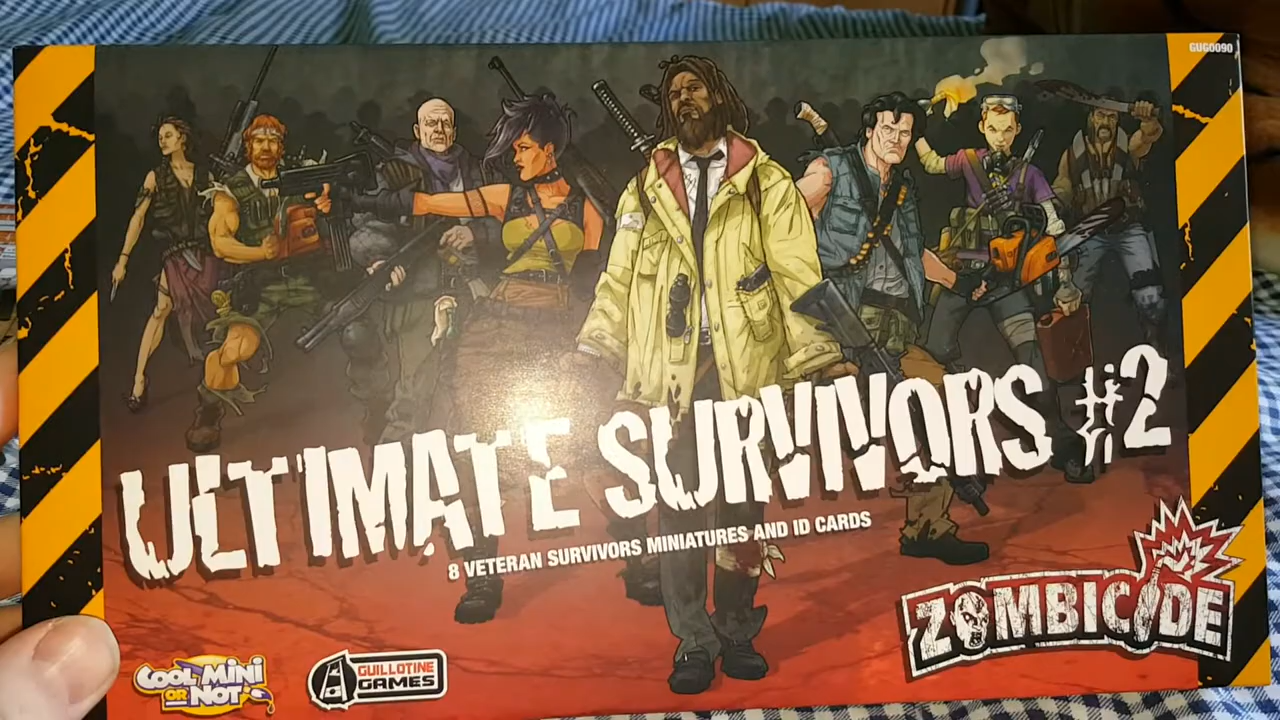 GUG0090
ULTIMATE SURVIVORS #2
8 VETERAN SURVIVORS MINIATURES AND ID CARDS
ZOMBICIDE
COOL MINI
OR NOT
GUILLOTINE
GAMES